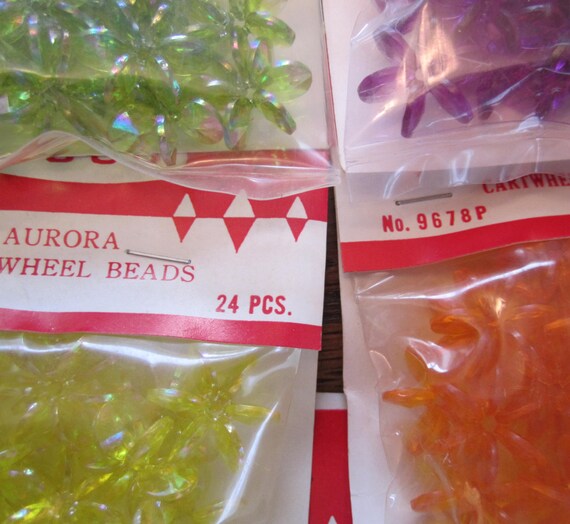 AURORA
WHEEL BEADS
24 PCS.
CARTWHE
No. 9678P